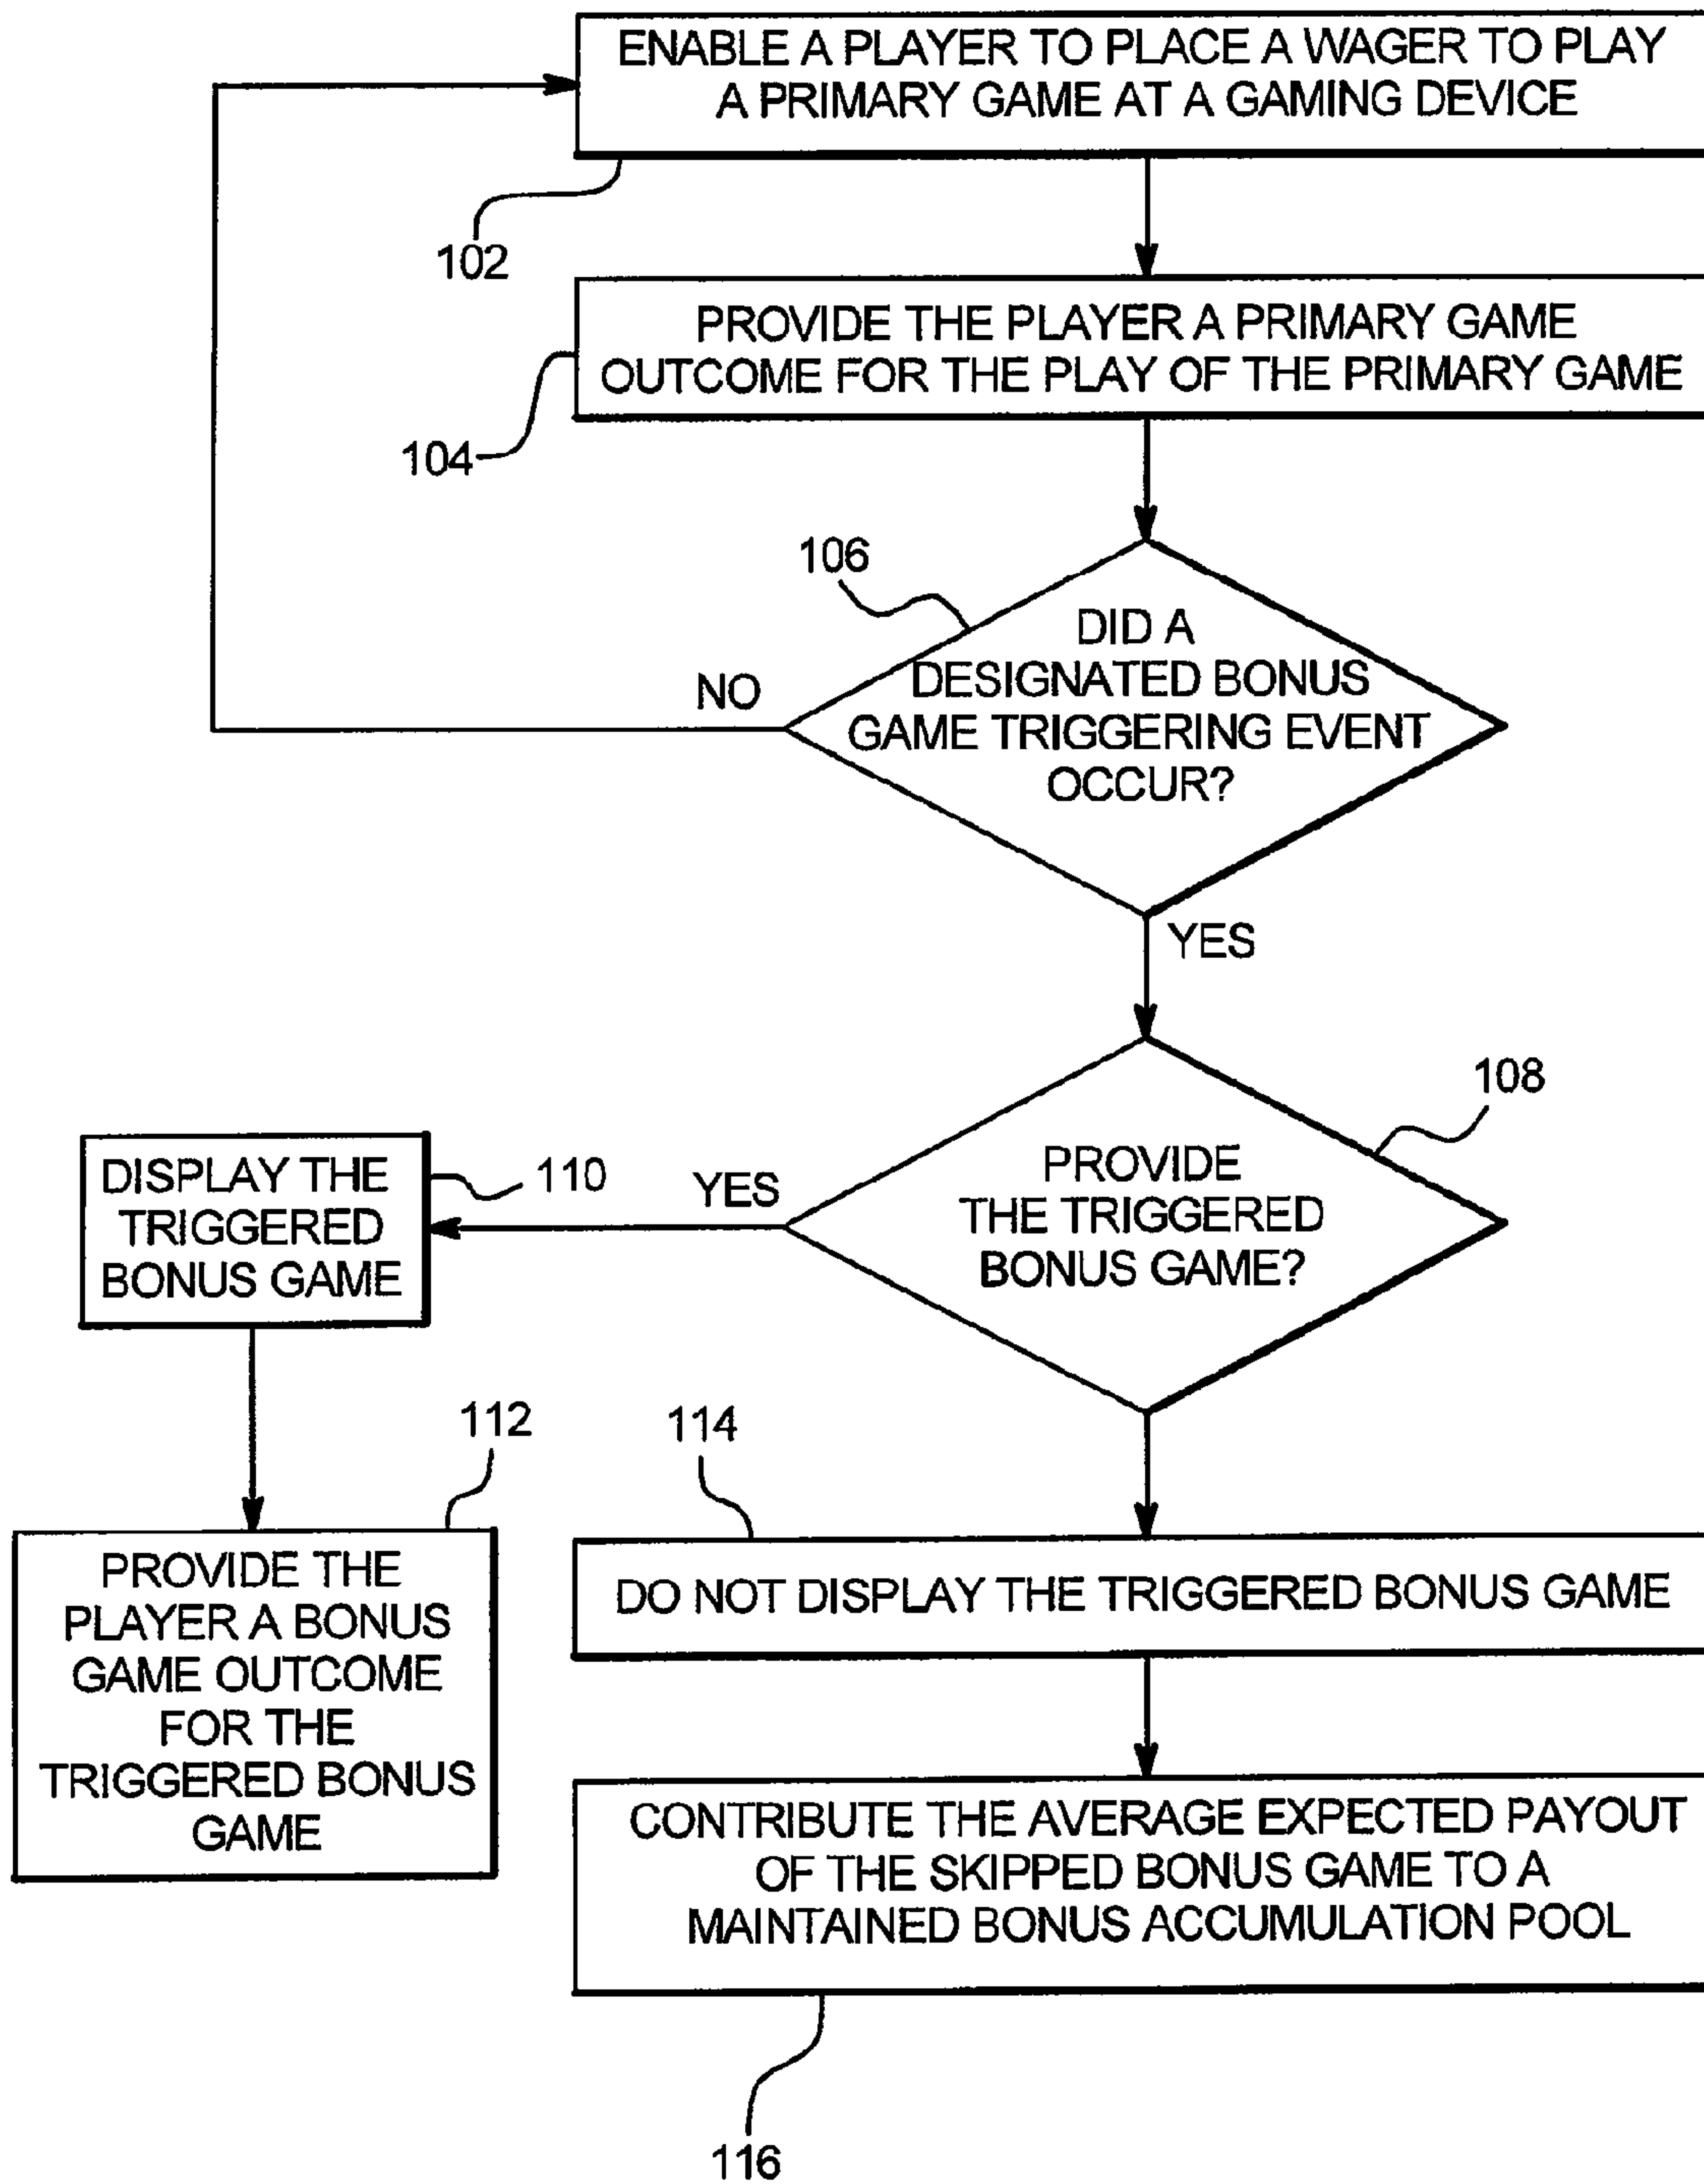 ENABLE A PLAYER TO PLACE A WAGER TO PLAY
A PRIMARY GAME AT A GAMING DEVICE
102
PROVIDE THE PLAYER A PRIMARY GAME
OUTCOME FOR THE PLAY OF THE PRIMARY GAME
104
106
DID A
DESIGNATED BONUS
GAME TRIGGERING EVENT
OCCUR?
NO
YES
108
PROVIDE
THE TRIGGERED
BONUS GAME?
YES
110
DISPLAY THE
TRIGGERED
BONUS GAME
112
PROVIDE THE
PLAYER A BONUS
GAME OUTCOME
FOR THE
TRIGGERED BONUS
GAME
114
DO NOT DISPLAY THE TRIGGERED BONUS GAME
CONTRIBUTE THE AVERAGE EXPECTED PAYOUT
OF THE SKIPPED BONUS GAME TO A
MAINTAINED BONUS ACCUMULATION POOL
116